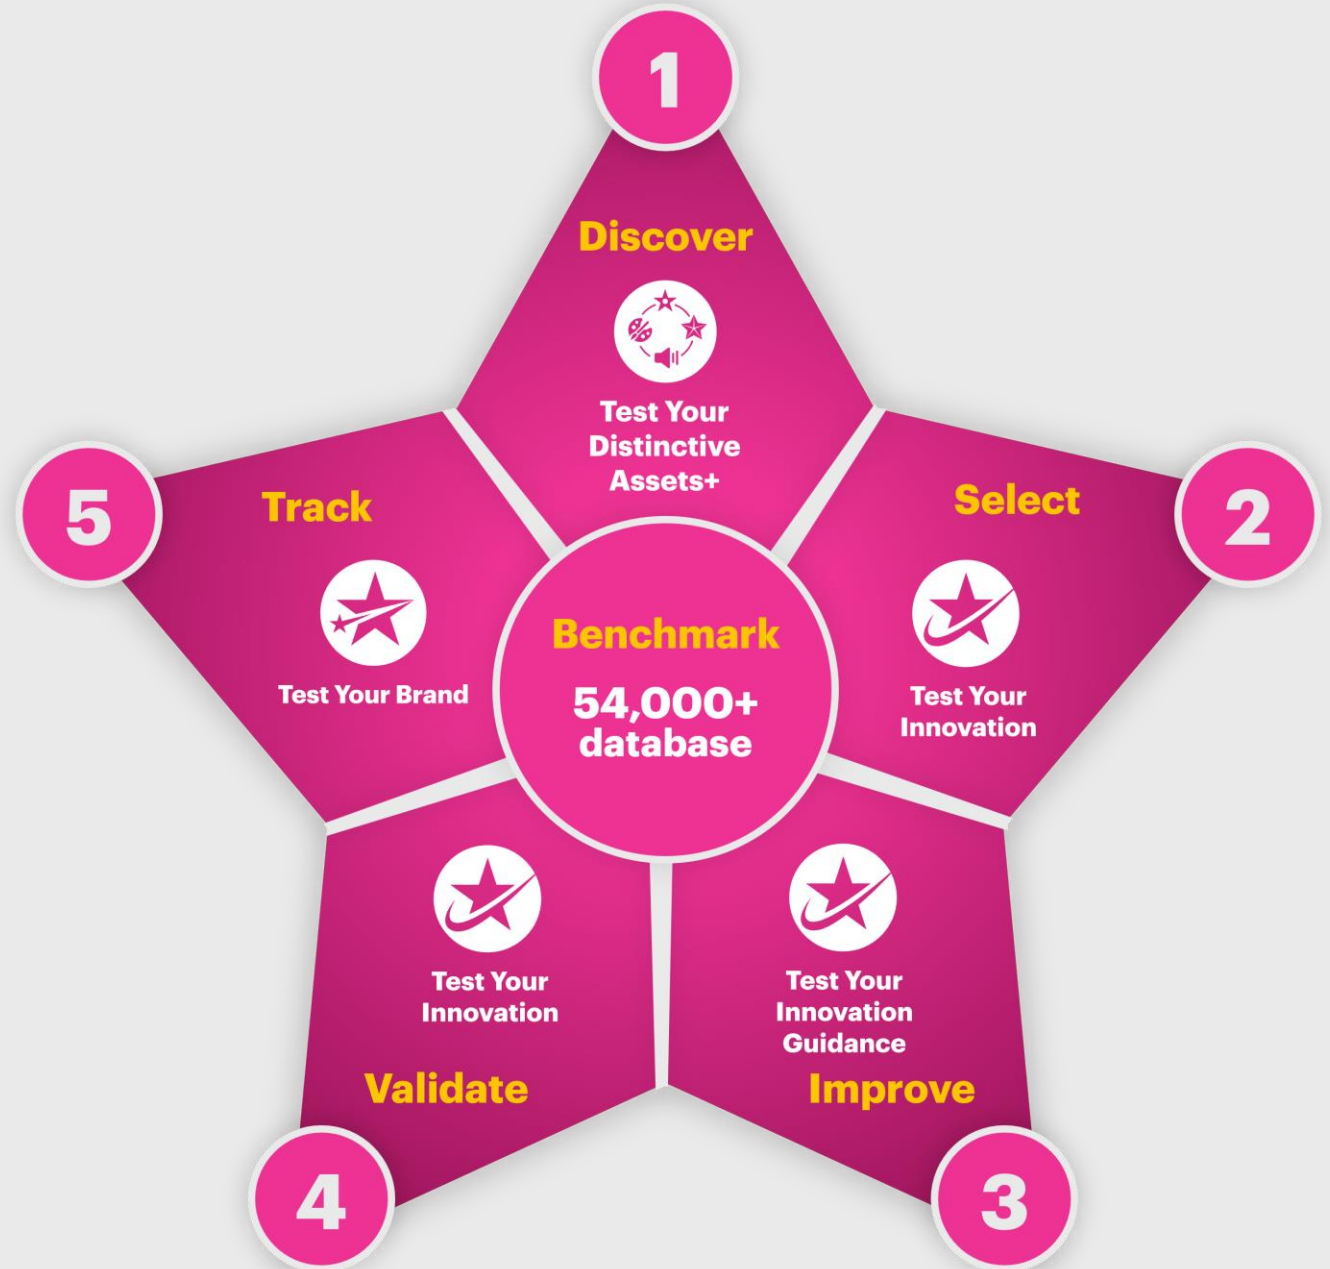 1
Discover
Test Your
Distinctive
Assets+
2
Select
Test Your
Innovation
3
Test Your
Innovation
Guidance
Improve
4
Test Your
Innovation
Validate
5
Track
Test Your Brand
Benchmark
54,000+
database